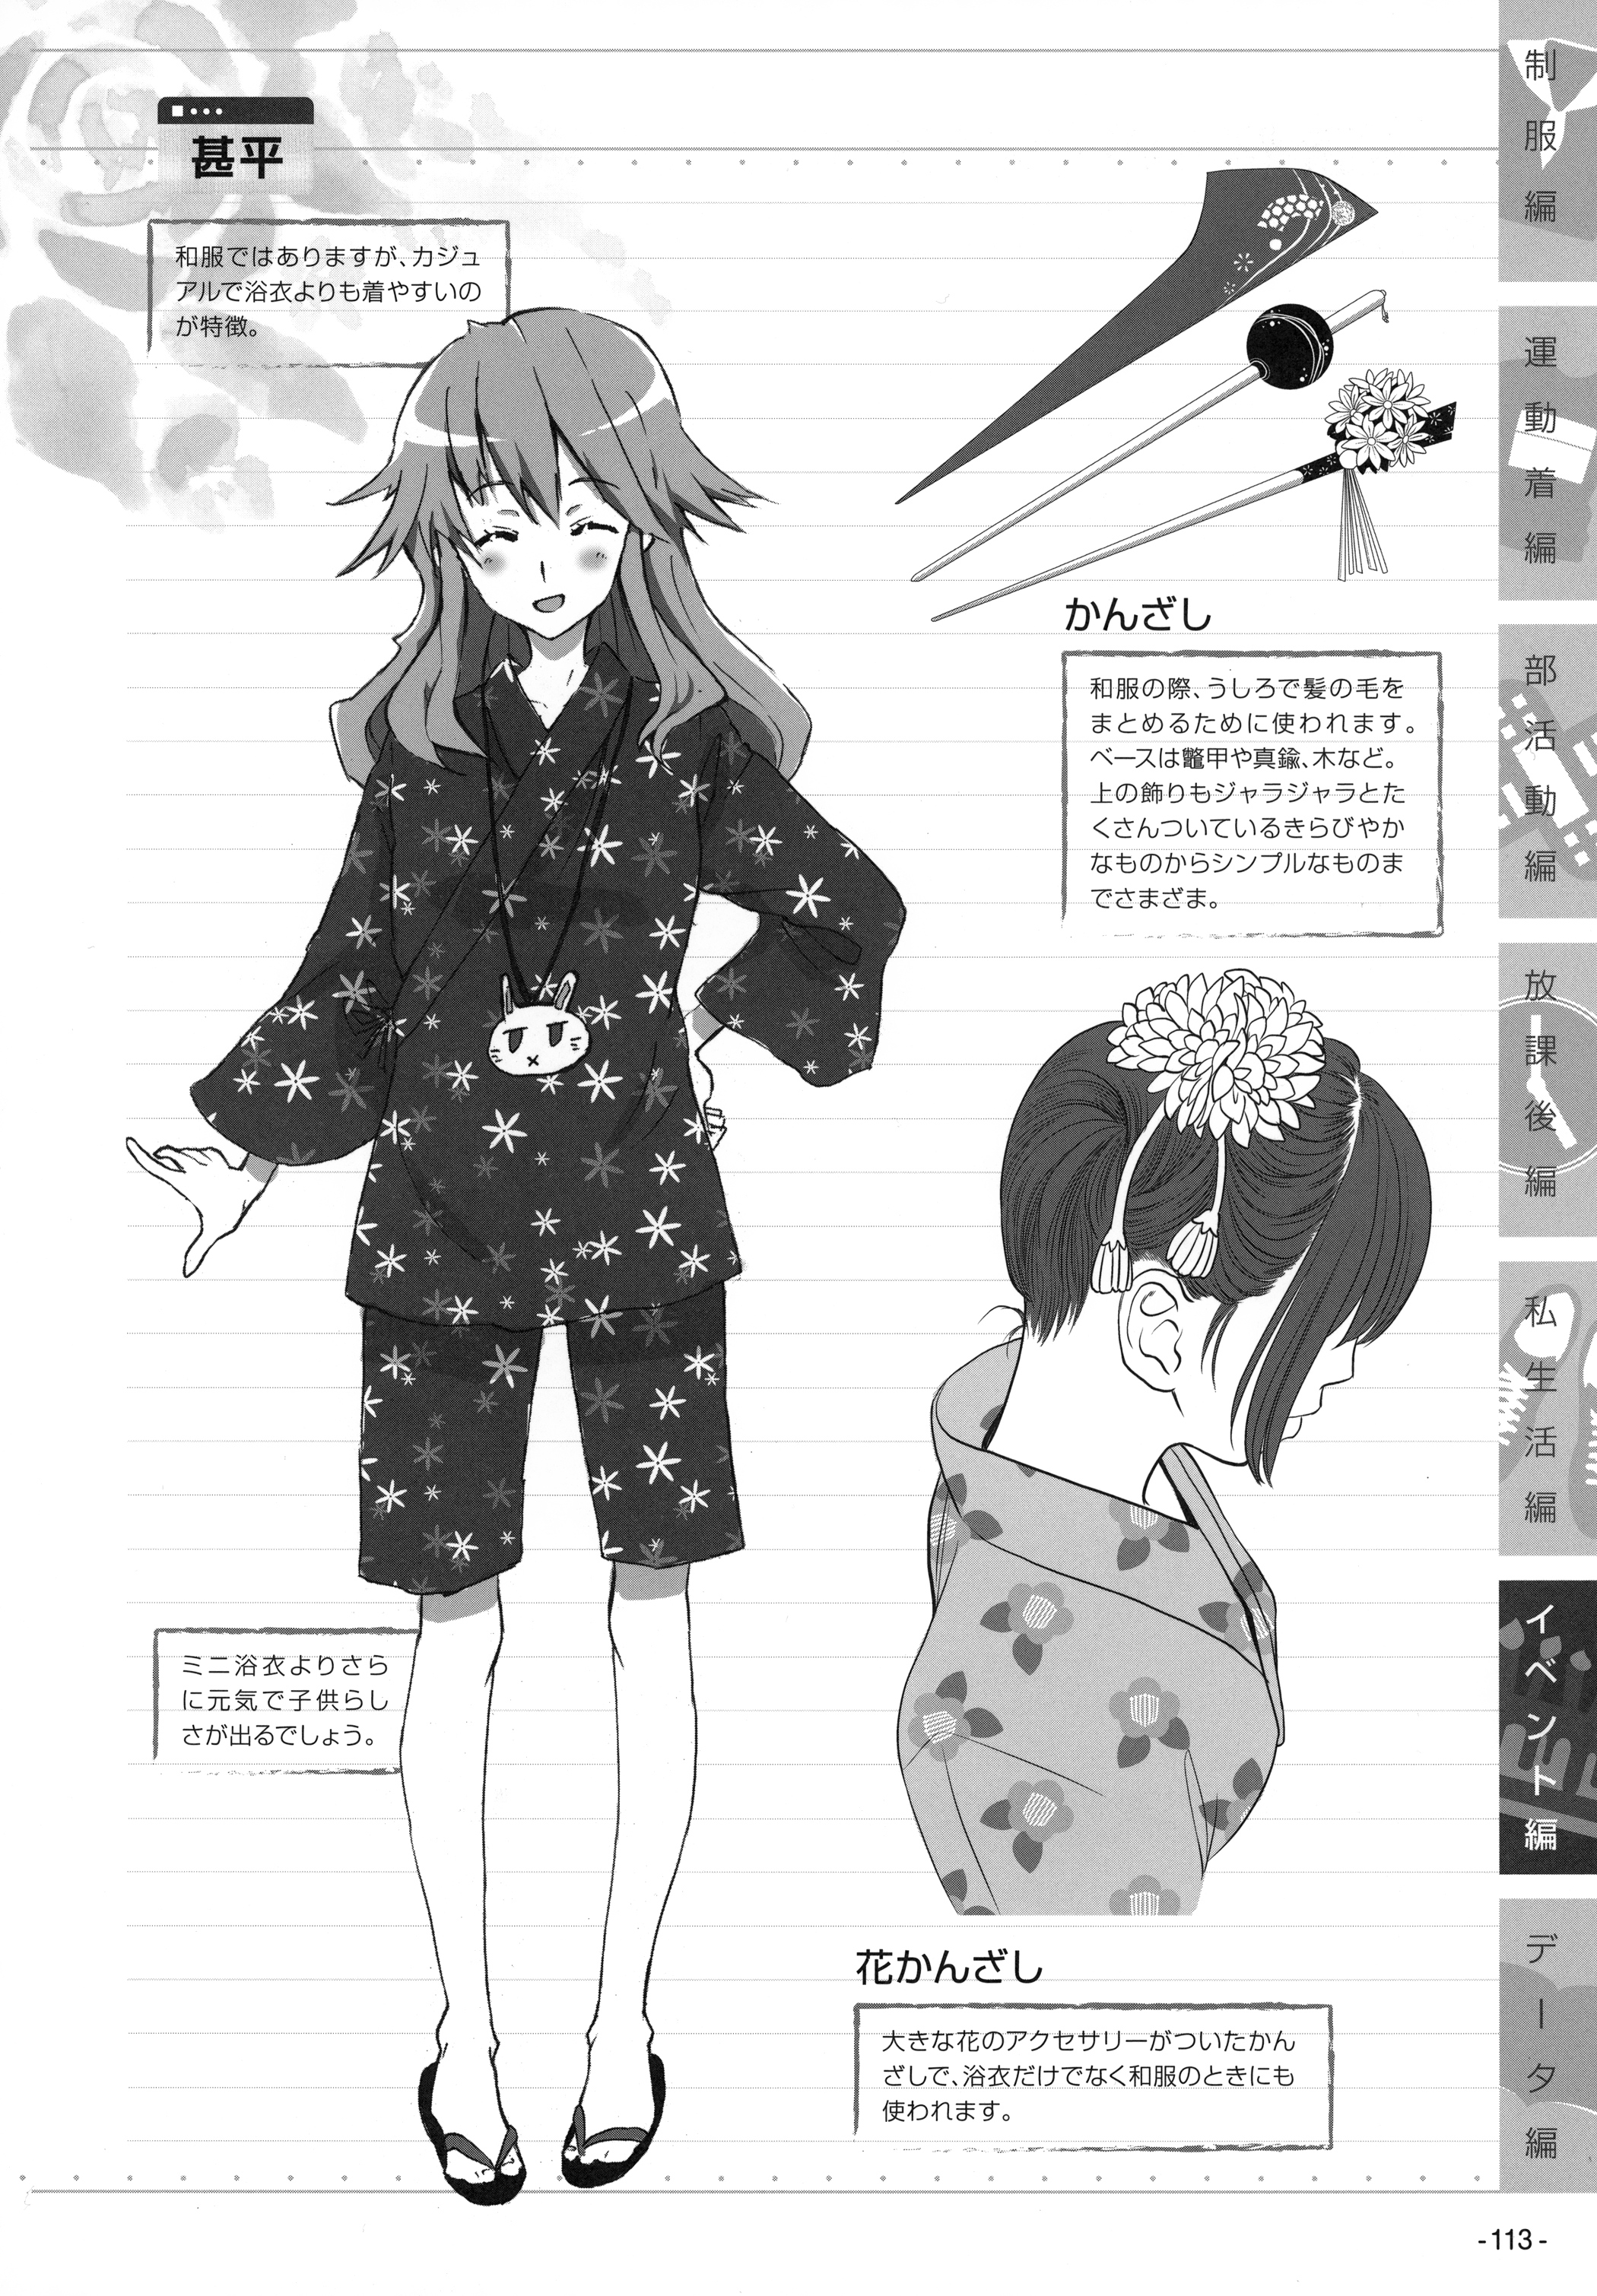 甚平
和服ではありますが、カジュ
アルで浴衣よりも着やすいの
が特徴。
かんざし
和服の際、うしろで髪の毛を
まとめるために使われます。
ベースは鼈甲や真鍮、木など。
上の飾りもジャラジャラとた
くさんついているきらびやか
なものからシンプルなものま
でさまざま。
ミニ浴衣よりさら
に元気で子供らし
さが出るでしょう。
花かんざし
大きな花のアクセサリーがついたかん
ざしで、浴衣だけでなく和服のときにも
使われます。
制服編
運動着編
部活動編
放課後編
私生活編
イベント編
データ編
- 113 -